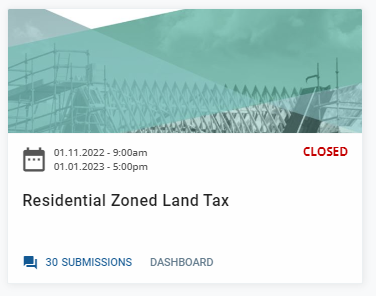 01.11.2022 - 9:00am
01.01.2023 - 5:00pm
CLOSED
Residential Zoned Land Tax
30 SUBMISSIONS
DASHBOARD